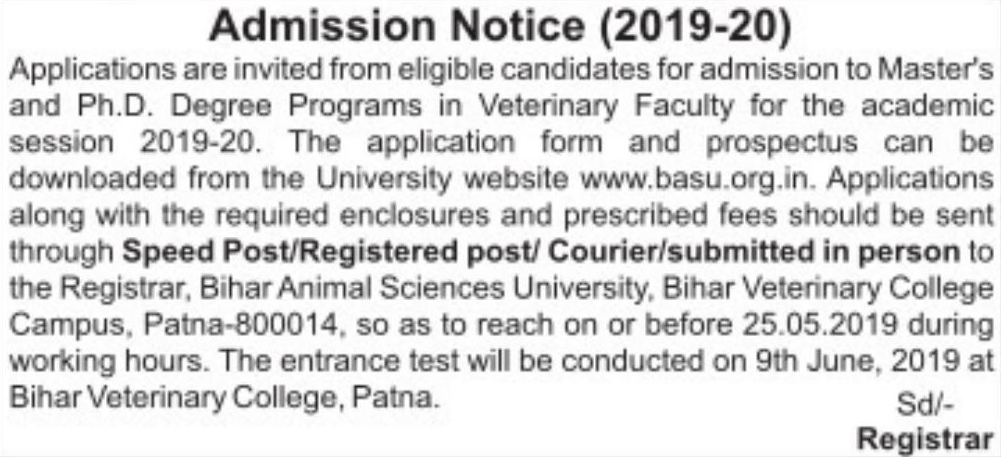 Admission Notice (2019-20)
Applications are invited from eligible candidates for admission to Master's
and Ph.D. Degree Programs in Veterinary Faculty for the academic
session 2019-20. The application form and prospectus can be
downloaded from the University website www.basu.org.in. Applications
along with the required enclosures and prescribed fees should be sent
through Speed Post/Registered post/ Courier/submitted in person to
the Registrar, Bihar Animal Sciences University, Bihar Veterinary College
Campus, Patna-800014, so as to reach on or before 25.05.2019 during
working hours. The entrance test will be conducted on 9th June, 2019 at
Bihar Veterinary College, Patna.
Sd/-
Registrar